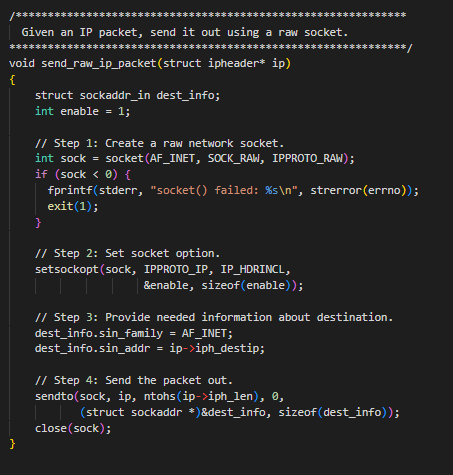 /*************************************************************
  Given an IP packet, send it out using a raw socket.
**************************************************************/
void send_raw_ip_packet(struct ipheader* ip)
{
    struct sockaddr_in dest_info;
    int enable = 1;

    // Step 1: Create a raw network socket.
    int sock = socket(AF_INET, SOCK_RAW, IPPROTO_RAW);
    if (sock < 0) {
      fprintf(stderr, "socket() failed: %s\n", strerror(errno));
      exit(1);
    }

    // Step 2: Set socket option.
    setsockopt(sock, IPPROTO_IP, IP_HDRINCL,
                     &enable, sizeof(enable));

    // Step 3: Provide needed information about destination.
    dest_info.sin_family = AF_INET;
    dest_info.sin_addr = ip->iph_destip;

    // Step 4: Send the packet out.
    sendto(sock, ip, ntohs(ip->iph_len), 0,
           (struct sockaddr *)&dest_info, sizeof(dest_info));
    close(sock);
}